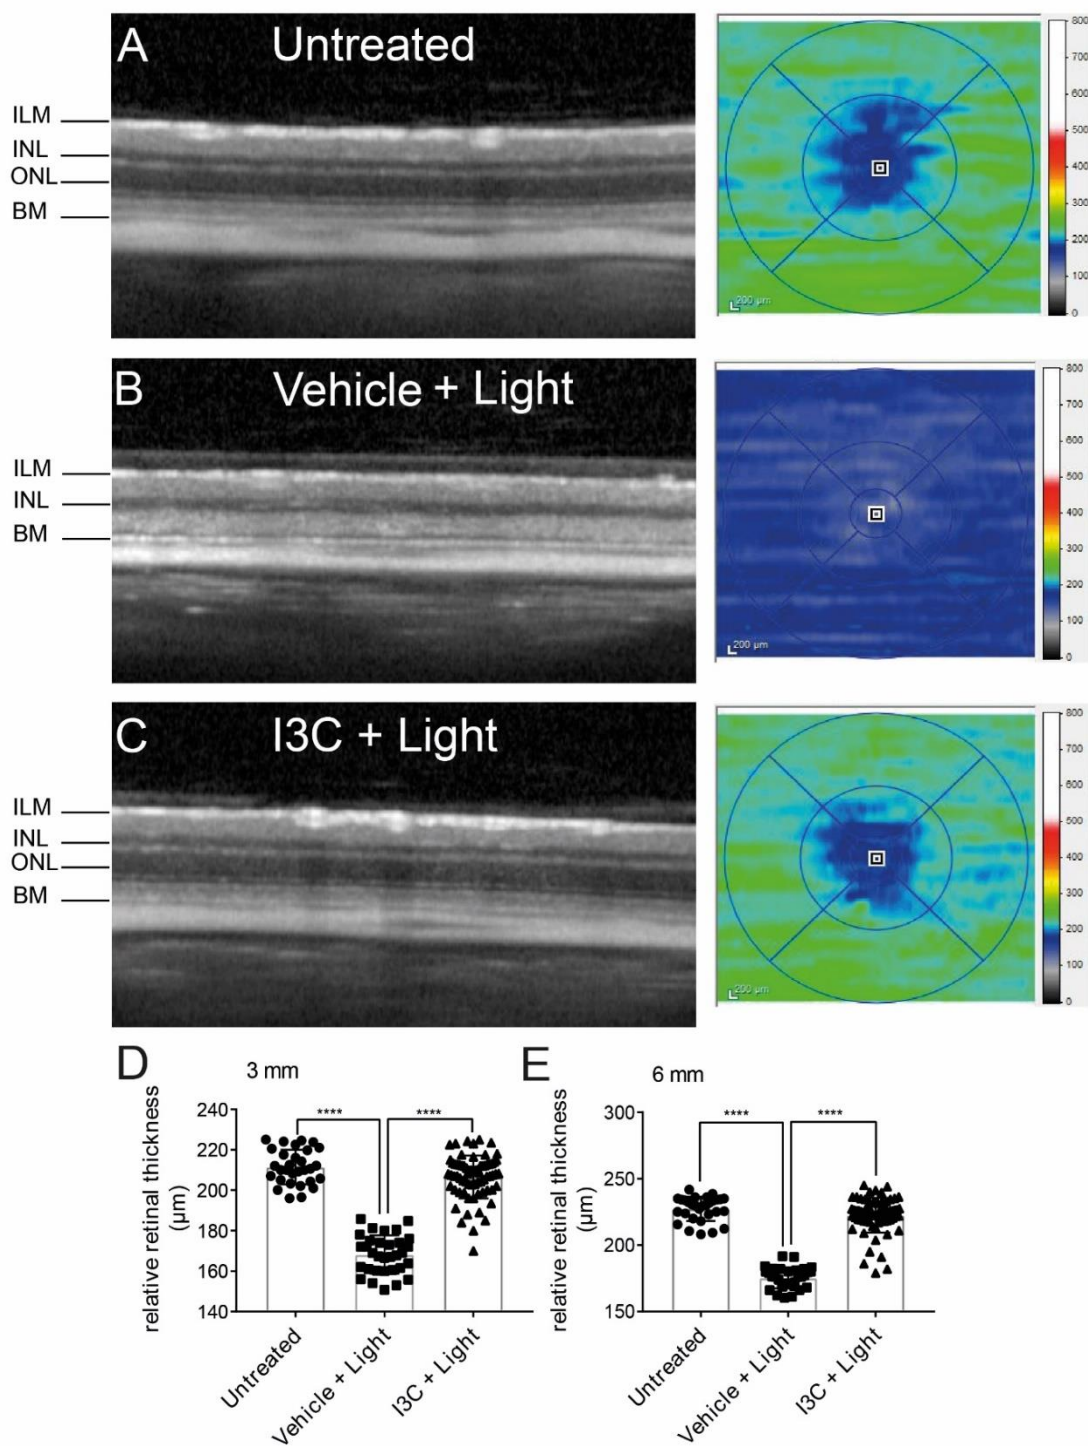 A
Untreated
ILM
INL
ONL
BM
800
700
600
500
400
300
200
100
0
200 µm
B
Vehicle + Light
ILM
INL
BM
800
700
600
500
400
300
200
100
0
200 µm
C
I3C + Light
ILM
INL
ONL
BM
800
700
600
500
400
300
200
100
0
200 µm
D
3 mm
relative retinal thickness
(µm)
240
220
200
180
160
140
****
****
Untreated
Vehicle + Light
I3C + Light
E
6 mm
relative retinal thickness
(µm)
300
250
200
150
****
****
Untreated
Vehicle + Light
I3C + Light